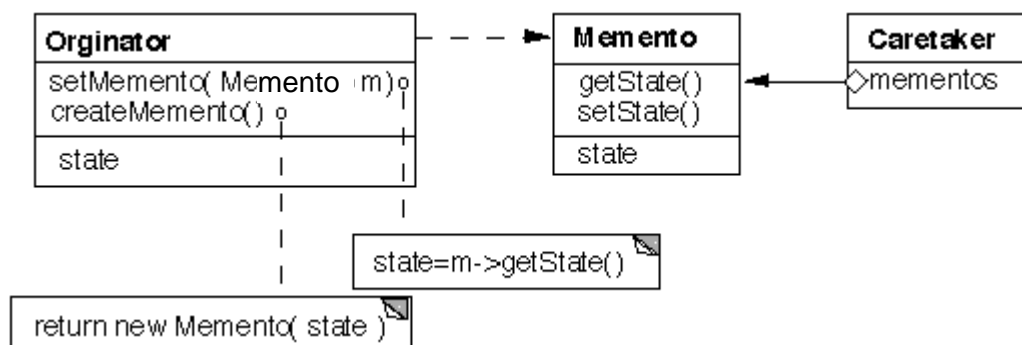 Orginator
setMemento( Memento m)
createMemento()
state
Memento
getState()
setState()
state
Caretaker
mementos
state=m->getState()
return new Memento( state )